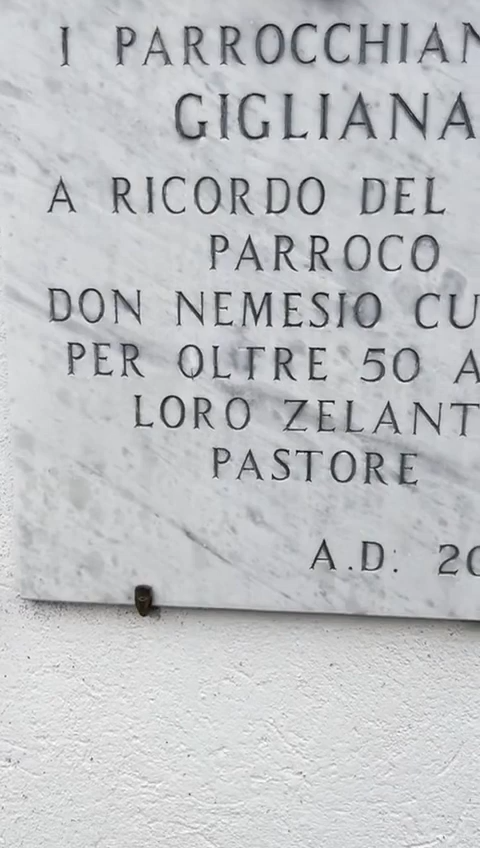 I PARROCCHIAN
GIGLIANA
A RICORDO DEL
PARROCO
DON NEMESIO CU
PER OLTRE 50 A
LORO ZELANT
PASTORE
A.D: 20